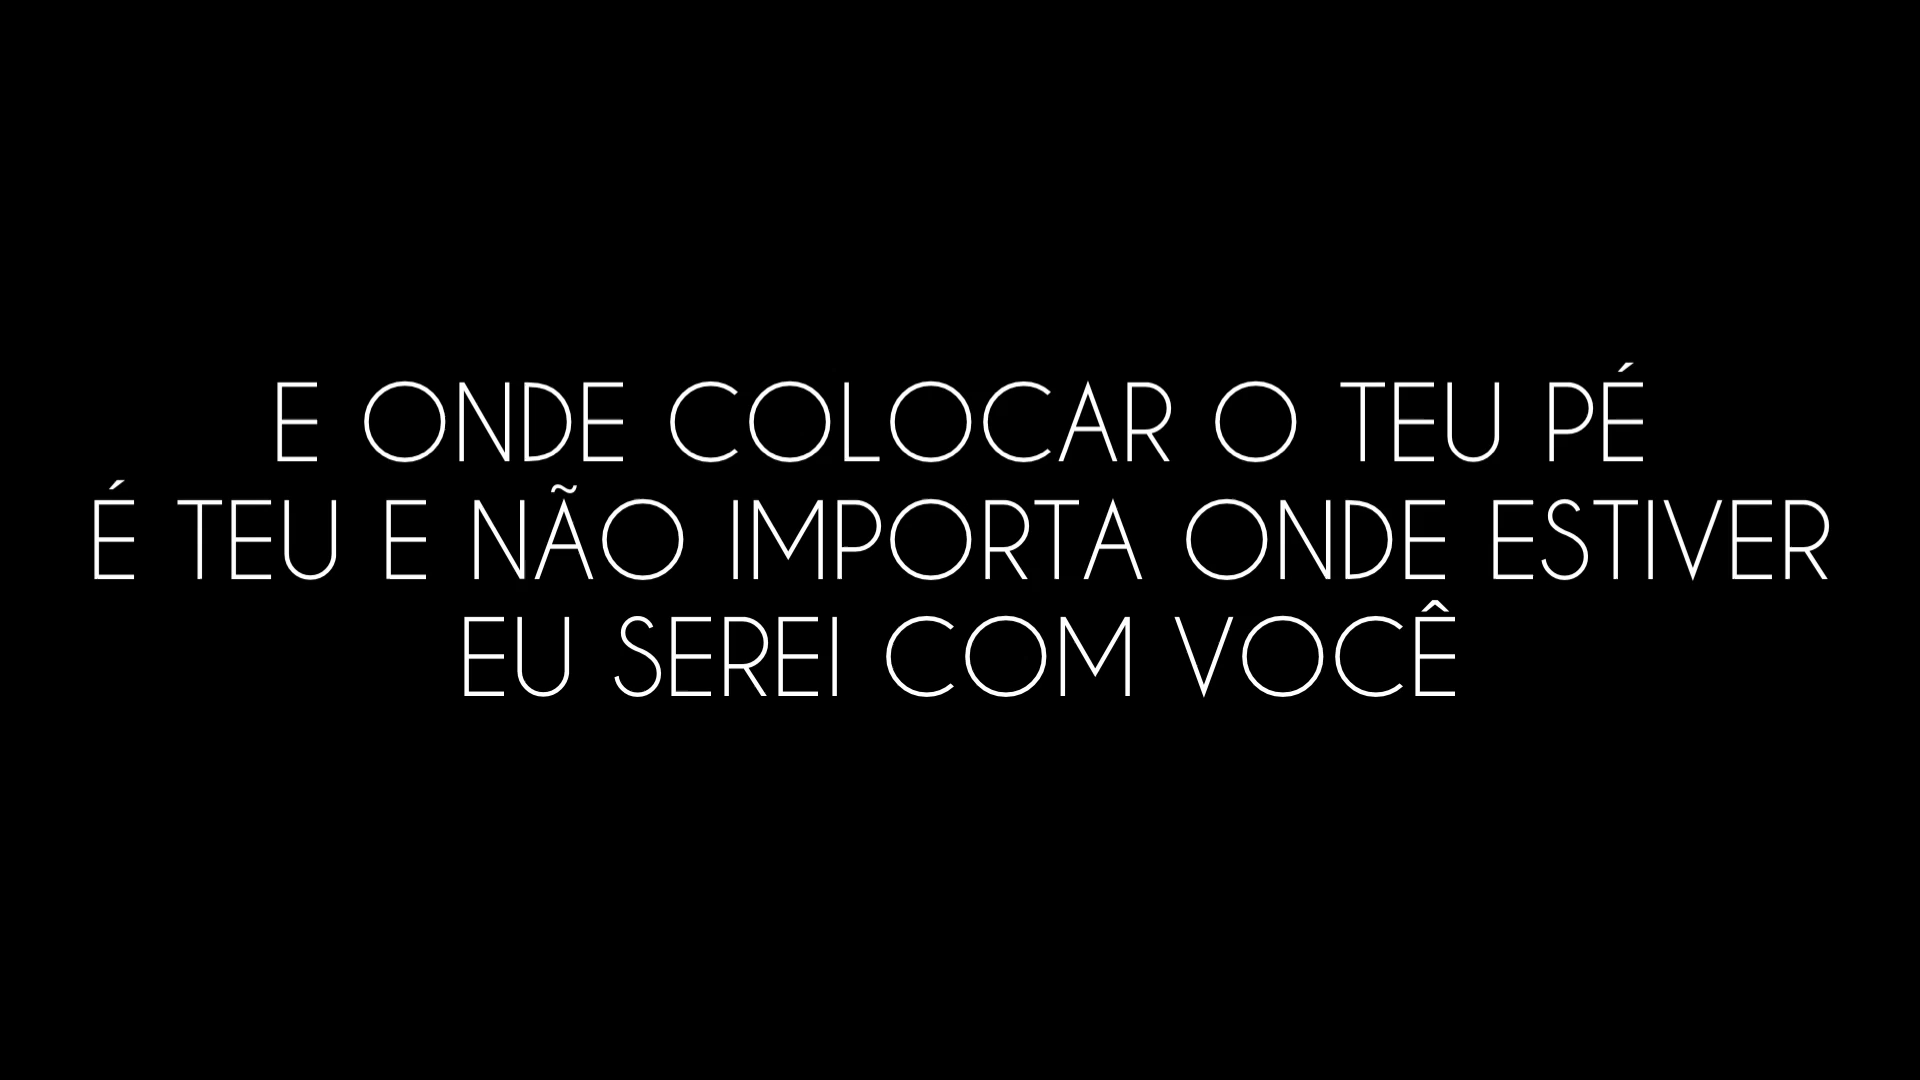 E ONDE COLOCAR O TEU PÉ
É TEU E NÃO IMPORTA ONDE ESTIVER
EU SEREI COM VOCÊ